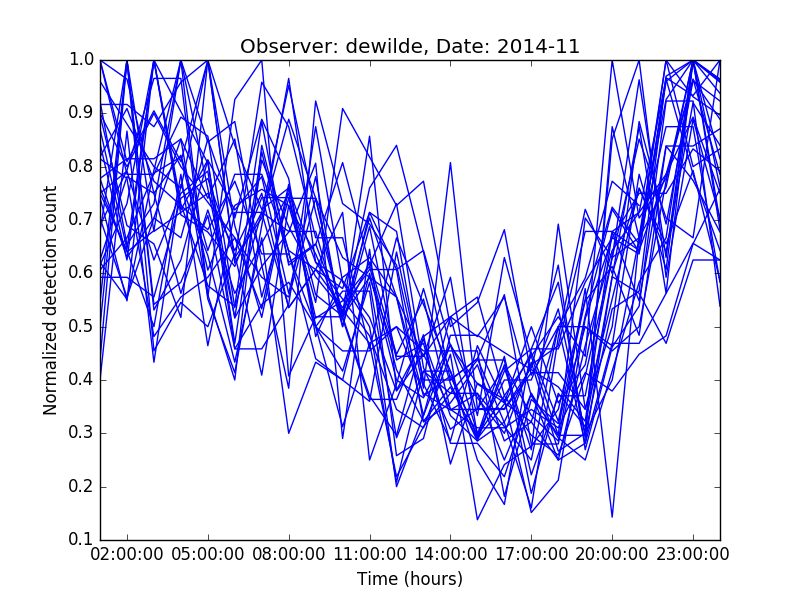 Observer: dewilde, Date: 2014-11
Normalized detection count
1.0
0.9
0.8
0.7
0.6
0.5
0.4
0.3
0.2
0.1
02:00:00 05:00:00 08:00:00 11:00:00 14:00:00 17:00:00 20:00:00 23:00:00
Time (hours)